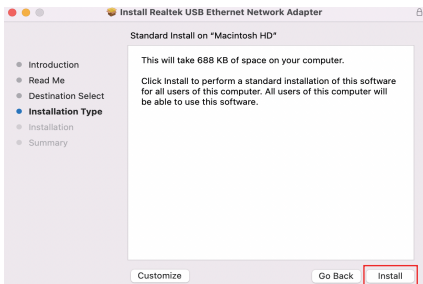 Install Realtek USB Ethernet Network Adapter
Standard Install on "Macintosh HD"
Introduction
Read Me
Destination Select
Installation Type
Installation
Summary
This will take 688 KB of space on your computer.
Click Install to perform a standard installation of this software
for all users of this computer. All users of this computer will
be able to use this software.
Customize
Go Back
Install